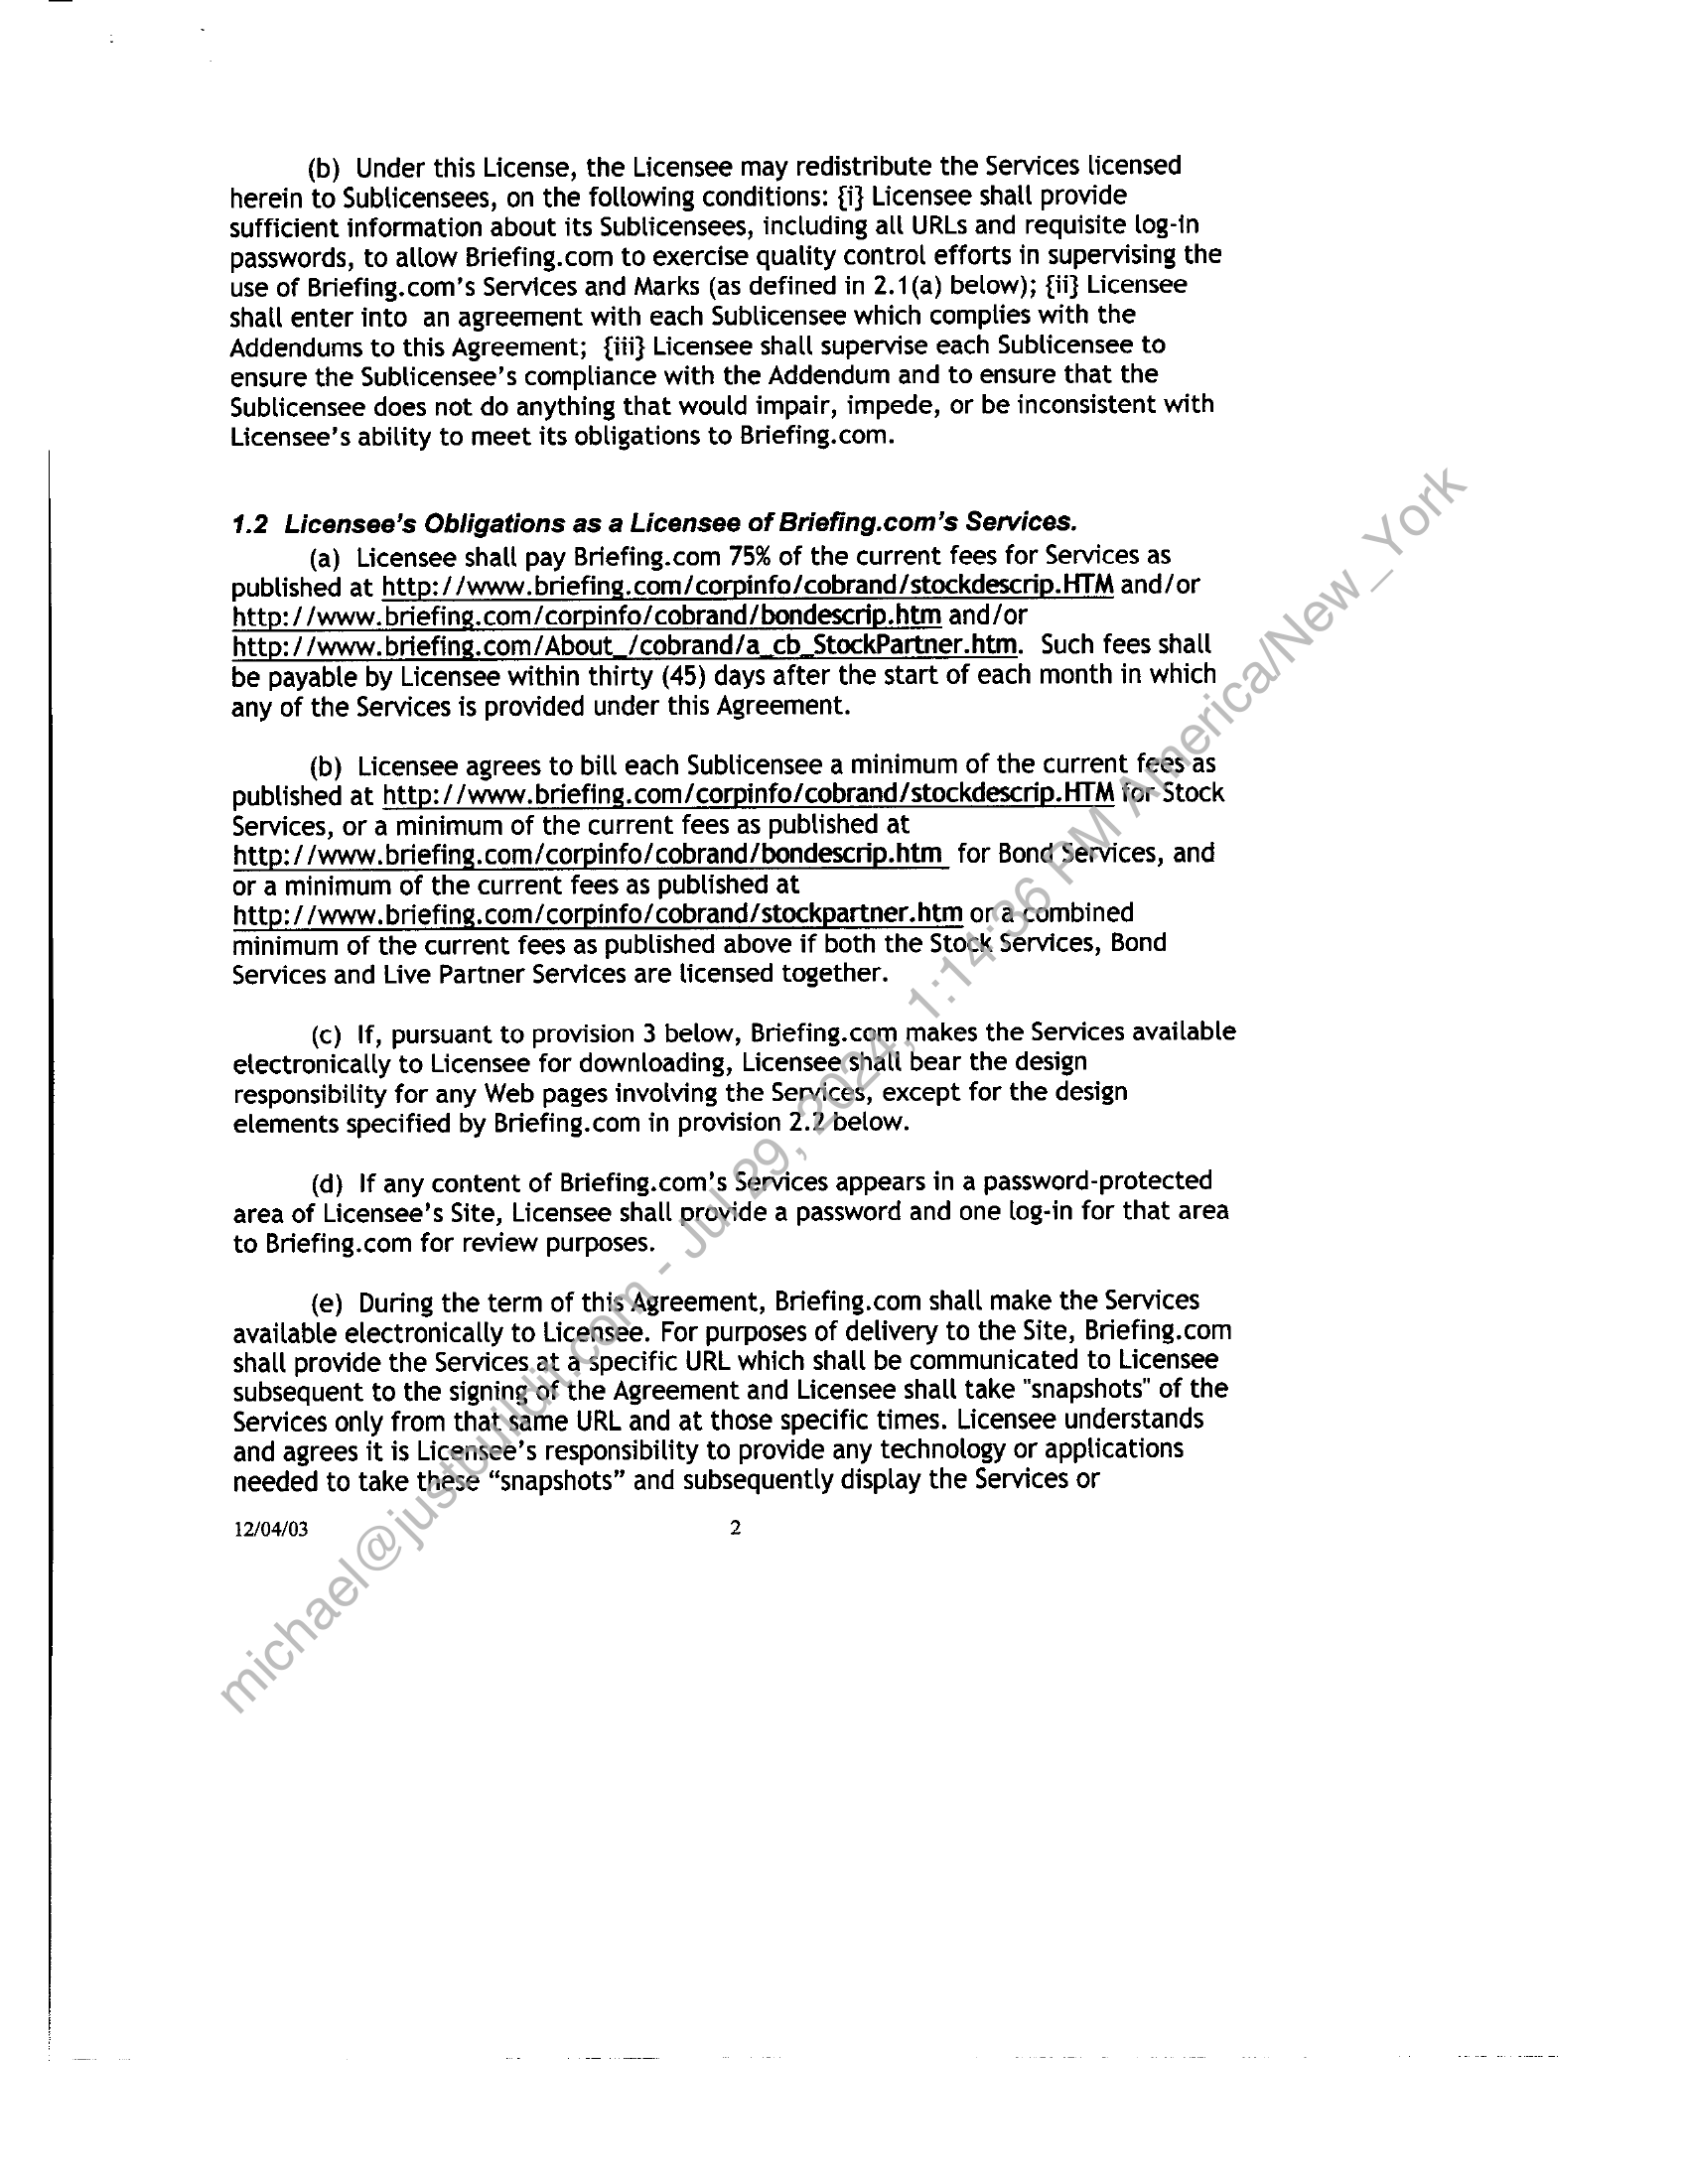 (b) Under this License, the Licensee may redistribute the Services licensed
herein to Sublicensees, on the following conditions: {i} Licensee shall provide
sufficient information about its Sublicensees, including all URLs and requisite log-in
passwords, to allow Briefing.com to exercise quality control efforts in supervising the
use of Briefing.com's Services and Marks (as defined in 2.1(a) below); {ii} Licensee
shall enter into an agreement with each Sublicensee which complies with the
Addendums to this Agreement; {iii} Licensee shall supervise each Sublicensee to
ensure the Sublicensee's compliance with the Addendum and to ensure that the
Sublicensee does not do anything that would impair, impede, or be inconsistent with
Licensee's ability to meet its obligations to Briefing.com.
1.2 Licensee's Obligations as a Licensee of Briefing.com's Services.
(a) Licensee shall pay Briefing.com 75% of the current fees for Services as
published at http://www.briefing.com/corpinfo/cobrand/stockdescrip.HTM and/or
http://www.briefing.com/corpinfo/cobrand/bondescrip.htm and/or
http://www.briefing.com/About_/cobrand/a_cb_StockPartner.htm. Such fees shall
be payable by Licensee within thirty (45) days after the start of each month in which
any of the Services is provided under this Agreement.
(b) Licensee agrees to bill each Sublicensee a minimum of the current fees as
published at http://www.briefing.com/corpinfo/cobrand/stockdescrip.HTM for Stock
Services, or a minimum of the current fees as published at
http://www.briefing.com/corpinfo/cobrand/bondescrip.htm for Bond Services, and
or a minimum of the current fees as published at
http://www.briefing.com/corpinfo/cobrand/stockpartner.htm or a combined
minimum of the current fees as published above if both the Stock Services, Bond
Services and Live Partner Services are licensed together.
(c) If, pursuant to provision 3 below, Briefing.com makes the Services available
electronically to Licensee for downloading, Licensee shall bear the design
responsibility for any Web pages involving the Services, except for the design
elements specified by Briefing.com in provision 2.2 below.
(d) If any content of Briefing.com's Services appears in a password-protected
area of Licensee's Site, Licensee shall provide a password and one log-in for that area
to Briefing.com for review purposes.
(e) During the term of this Agreement, Briefing.com shall make the Services
available electronically to Licensee. For purposes of delivery to the Site, Briefing.com
shall provide the Services at a specific URL which shall be communicated to Licensee
subsequent to the signing of the Agreement and Licensee shall take "snapshots" of the
Services only from that same URL and at those specific times. Licensee understands
and agrees it is Licensee's responsibility to provide any technology or applications
needed to take these “snapshots” and subsequently display the Services or
12/04/03 2
michael@justbuildit.com - Jul 29, 2024, 1:14:36 PM America/New_York